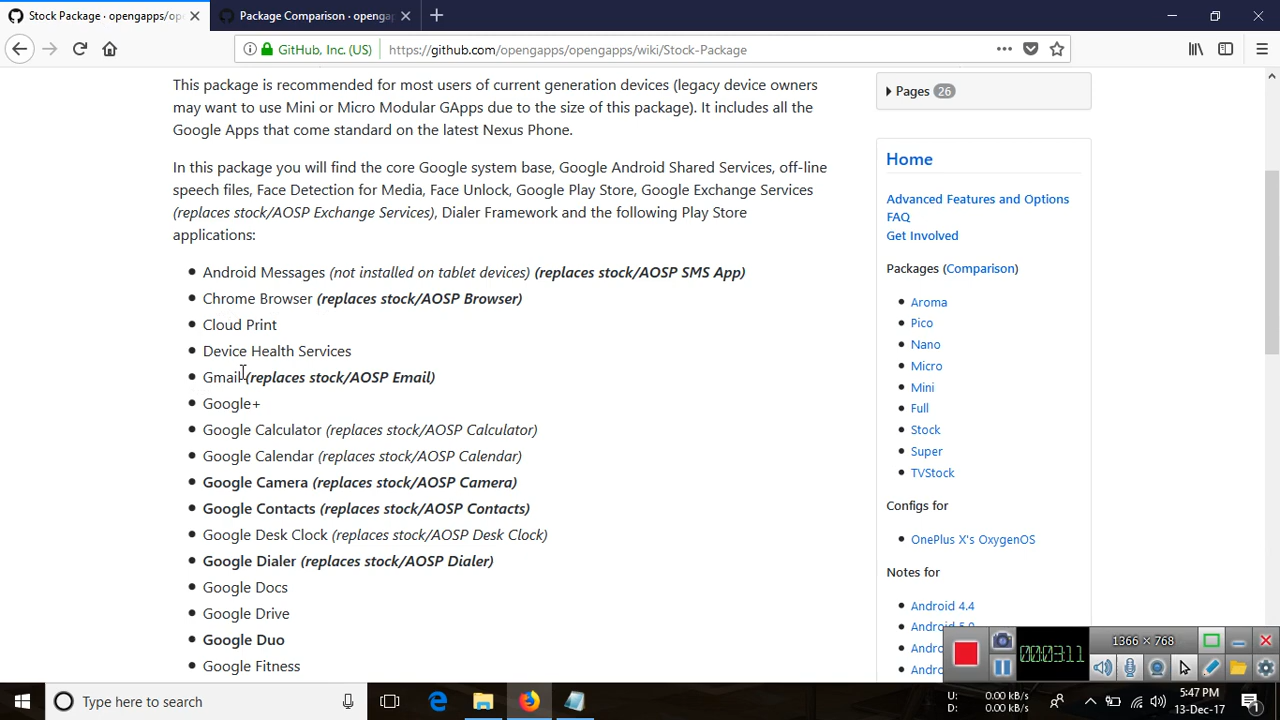 Stock Package · opengapps/op
Package Comparison · openga
GitHub, Inc. (US)
https://github.com/opengapps/opengapps/wiki/Stock-Package
This package is recommended for most users of current generation devices (legacy device owners
may want to use Mini or Micro Modular GApps due to the size of this package). It includes all the
Google Apps that come standard on the latest Nexus Phone.
In this package you will find the core Google system base, Google Android Shared Services, off-line
speech files, Face Detection for Media, Face Unlock, Google Play Store, Google Exchange Services
(replaces stock/AOSP Exchange Services), Dialer Framework and the following Play Store
applications:
Android Messages (not installed on tablet devices) (replaces stock/AOSP SMS App)
Chrome Browser (replaces stock/AOSP Browser)
Cloud Print
Device Health Services
Gmail (replaces stock/AOSP Email)
Google+
Google Calculator (replaces stock/AOSP Calculator)
Google Calendar (replaces stock/AOSP Calendar)
Google Camera (replaces stock/AOSP Camera)
Google Contacts (replaces stock/AOSP Contacts)
Google Desk Clock (replaces stock/AOSP Desk Clock)
Google Dialer (replaces stock/AOSP Dialer)
Google Docs
Google Drive
Google Duo
Google Fitness
Pages 26
Home
Advanced Features and Options
FAQ
Get Involved
Packages (Comparison)
Aroma
Pico
Nano
Micro
Mini
Full
Stock
Super
TVStock
Configs for
OnePlus X's OxygenOS
Notes for
Android 4.4
Android 5.0
00:03:11
1366 × 768
Type here to search
U: 0.00 kB/s
D: 0.00 kB/s
5:47 PM
13-Dec-17
1